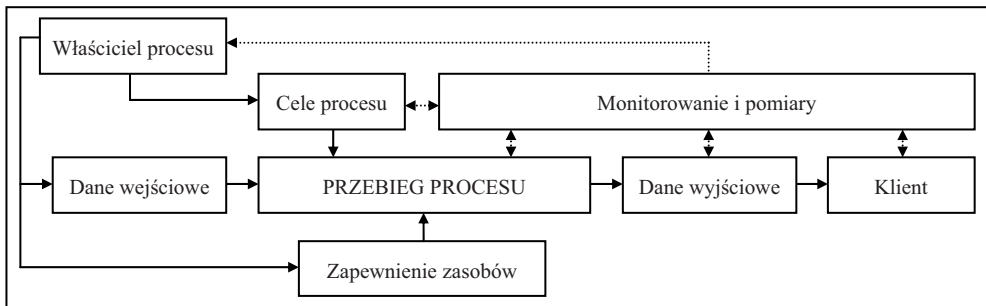 Właściciel procesu
Cele procesu
Monitorowanie i pomiary
Dane wejściowe
PRZEBIEG PROCESU
Dane wyjściowe
Klient
Zapewnienie zasobów